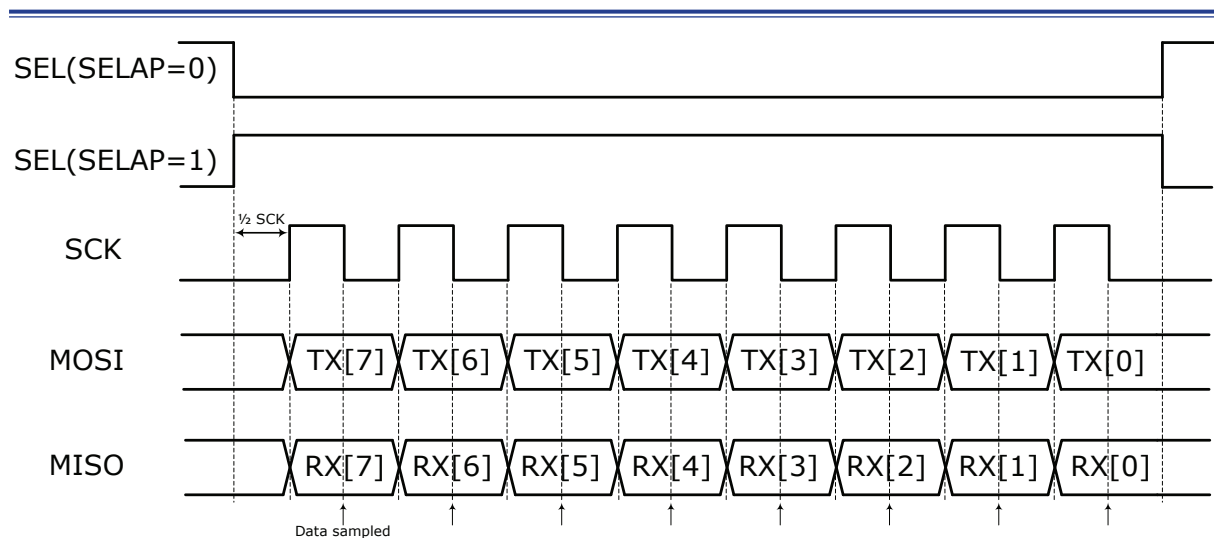 SEL(SELAP=0)
SEL(SELAP=1)
½ SCK
SCK
MOSI
TX[7] TX[6] TX[5] TX[4] TX[3] TX[2] TX[1] TX[0]
MISO
RX[7] RX[6] RX[5] RX[4] RX[3] RX[2] RX[1] RX[0]
Data sampled